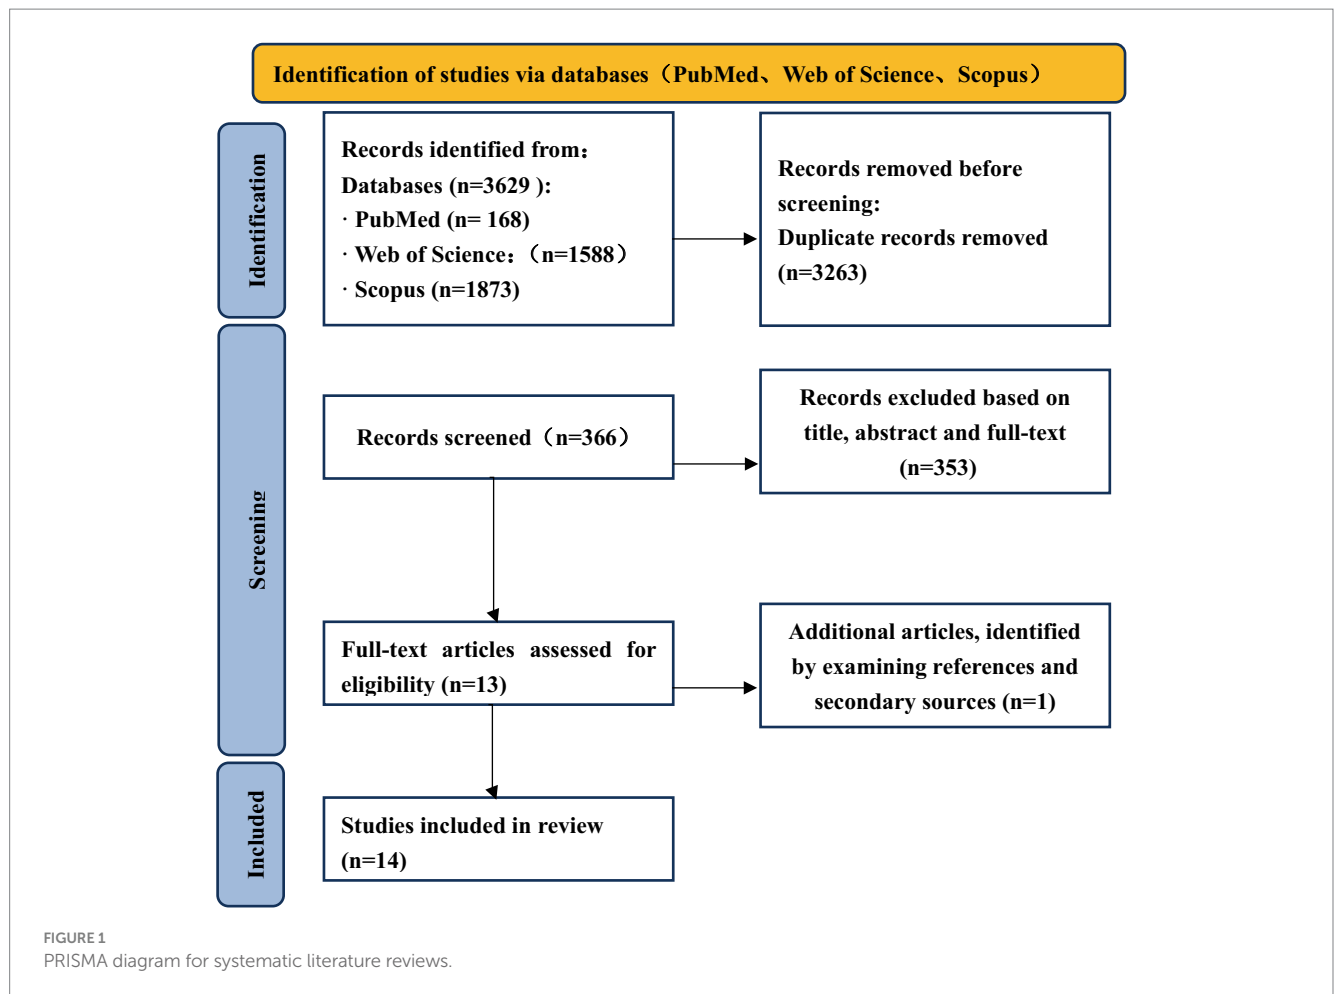 Identification of studies via databases（PubMed、Web of Science、Scopus）
Identification
Records identified from：
Databases (n=3629 ):
· PubMed (n= 168)
· Web of Science：（n=1588）
· Scopus (n=1873)
Records removed before
screening:
Duplicate records removed
(n=3263)
Screening
Records screened（n=366）
Records excluded based on
title, abstract and full-text
(n=353)
Full-text articles assessed for
eligibility (n=13)
Additional articles, identified
by examining references and
secondary sources (n=1)
Included
Studies included in review
(n=14)
FIGURE 1
PRISMA diagram for systematic literature reviews.